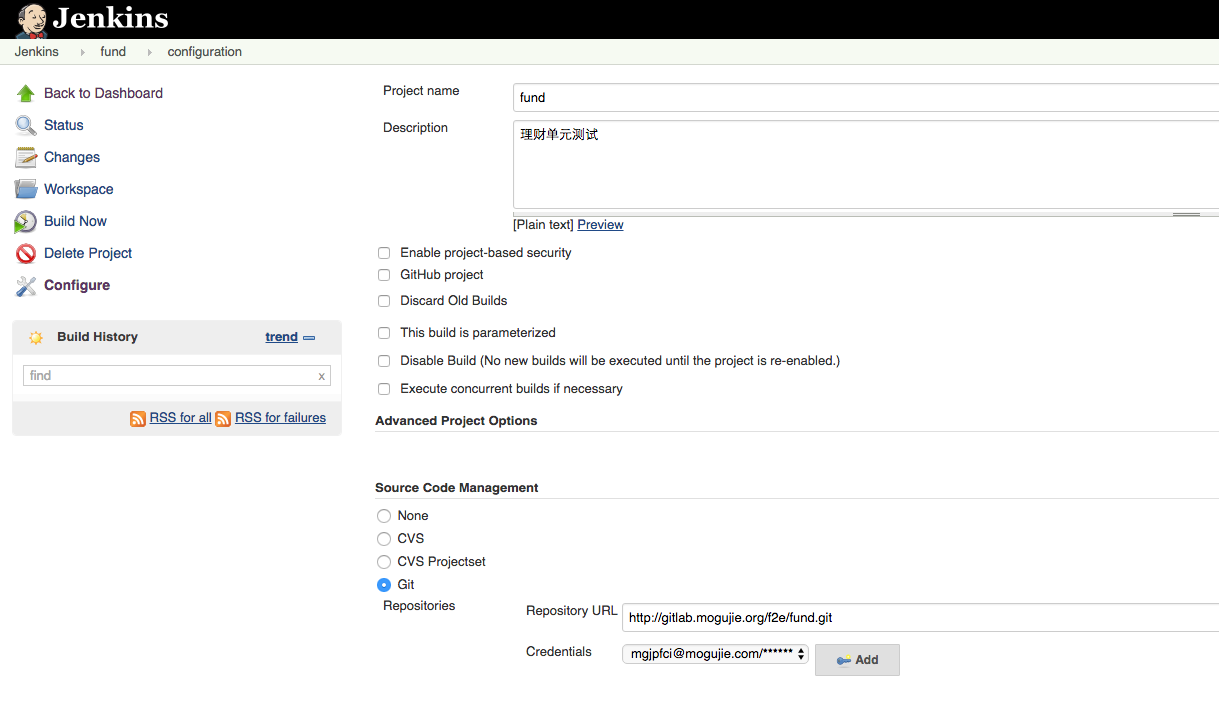 Jenkins
Jenkins fund configuration
Back to Dashboard
Status
Changes
Workspace
Build Now
Delete Project
Configure
Build History trend
find x
RSS for all RSS for failures
Project name fund
Description 理财单元测试
[Plain text] Preview
Enable project-based security
GitHub project
Discard Old Builds
This build is parameterized
Disable Build (No new builds will be executed until the project is re-enabled.)
Execute concurrent builds if necessary
Advanced Project Options
Source Code Management
None
CVS
CVS Projectset
Git
Repositories
Repository URL http://gitlab.mogujie.org/f2e/fund.git
Credentials mgjpfci@mogujie.com/****** Add